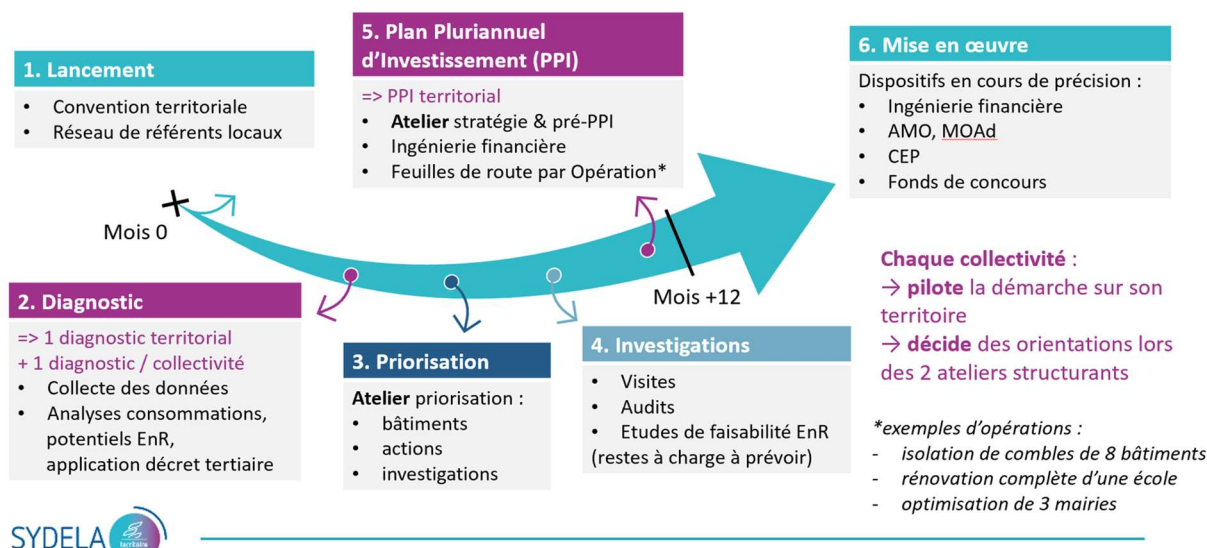 1. Lancement
• Convention territoriale
• Réseau de référents locaux
Mois 0
2. Diagnostic
=> 1 diagnostic territorial
+ 1 diagnostic / collectivité
• Collecte des données
• Analyses consommations,
potentiels EnR,
application décret tertiaire
3. Priorisation
Atelier priorisation :
• bâtiments
• actions
• investigations
4. Investigations
• Visites
• Audits
• Etudes de faisabilité EnR
(restes à charge à prévoir)
5. Plan Pluriannuel
d’Investissement (PPI)
=> PPI territorial
• Atelier stratégie & pré-PPI
• Ingénierie financière
• Feuilles de route par Opération*
Mois +12
6. Mise en œuvre
Dispositifs en cours de précision :
• Ingénierie financière
• AMO, MOAd
• CEP
• Fonds de concours
Chaque collectivité :
→ pilote la démarche sur son
territoire
→ décide des orientations lors
des 2 ateliers structurants
*exemples d’opérations :
- isolation de combles de 8 bâtiments
- rénovation complète d’une école
- optimisation de 3 mairies
SYDELA
territoire